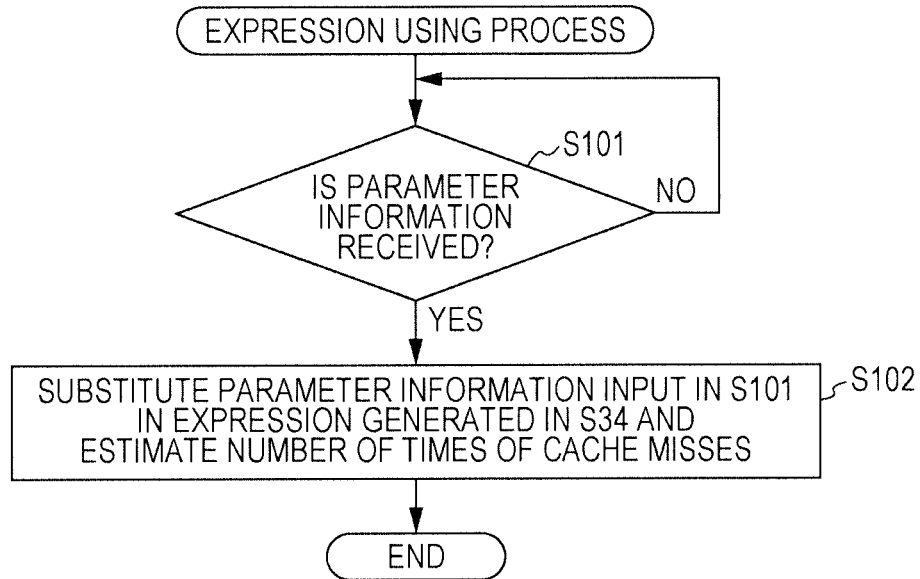 EXPRESSION USING PROCESS
S101
IS PARAMETER
INFORMATION
RECEIVED?
NO
YES
SUBSTITUTE PARAMETER INFORMATION INPUT IN S101
IN EXPRESSION GENERATED IN S34 AND
ESTIMATE NUMBER OF TIMES OF CACHE MISSES
S102
END